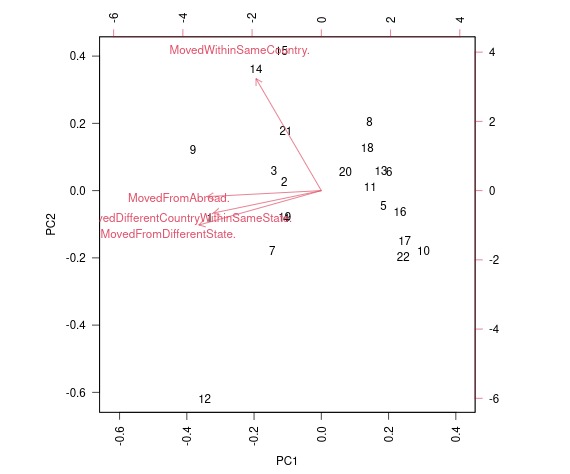 -6 -4 -2 0 2 4
MovedWithinSameCountry.
15
0.4 4
14
0.2 21 8 2
9 18
3 20 13 6
2 11
0.0 0
MovedFromAbroad.
5 16
vedDifferentCountryWithinSameState.
1 19
MovedFromDifferentState.
17
-0.2 7 22 10 -2
-0.4 -4
-0.6 12 -6
PC2
-0.6 -0.4 -0.2 0.0 0.2 0.4
PC1